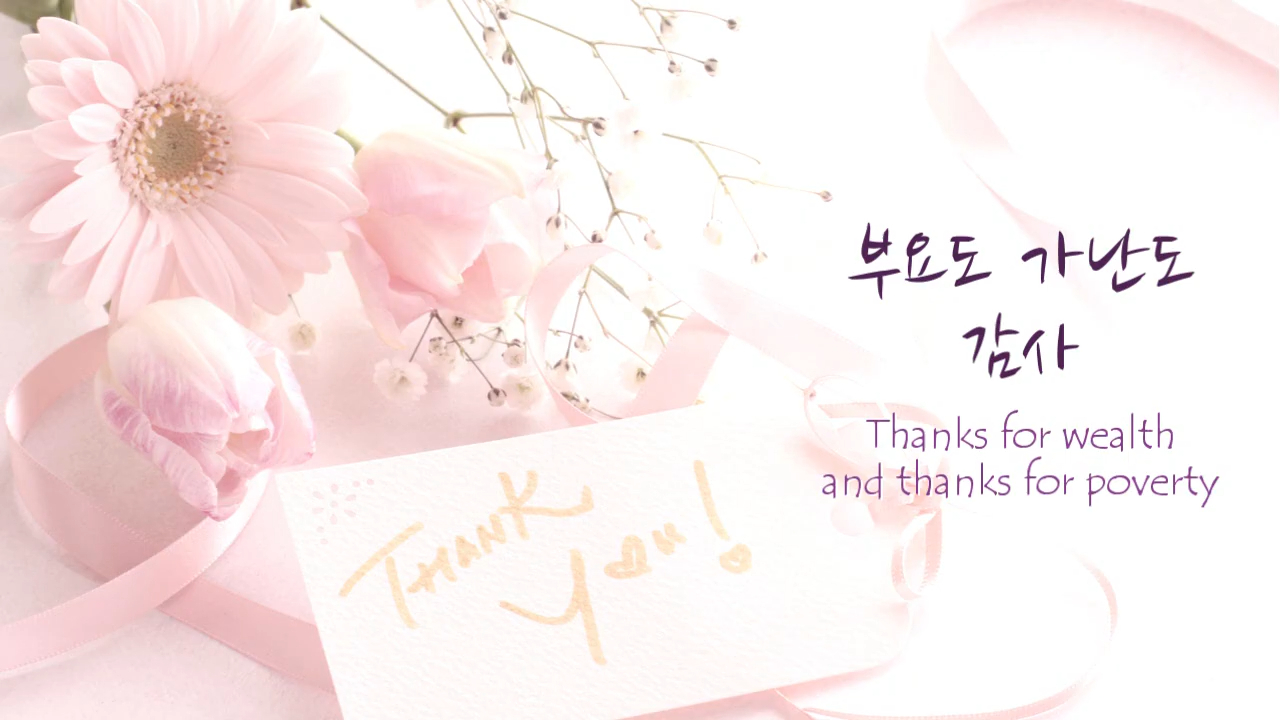 부요도 가난도
감사
Thanks for wealth
and thanks for poverty
THANK
You!